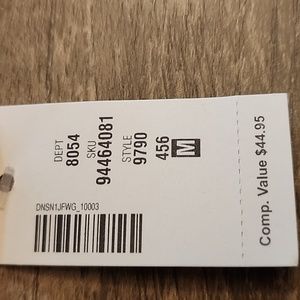 DEPT
8054
SKU
94464081
STYLE
9790
456
M
Comp. Value $44.95
DNSN1JFWG_10003